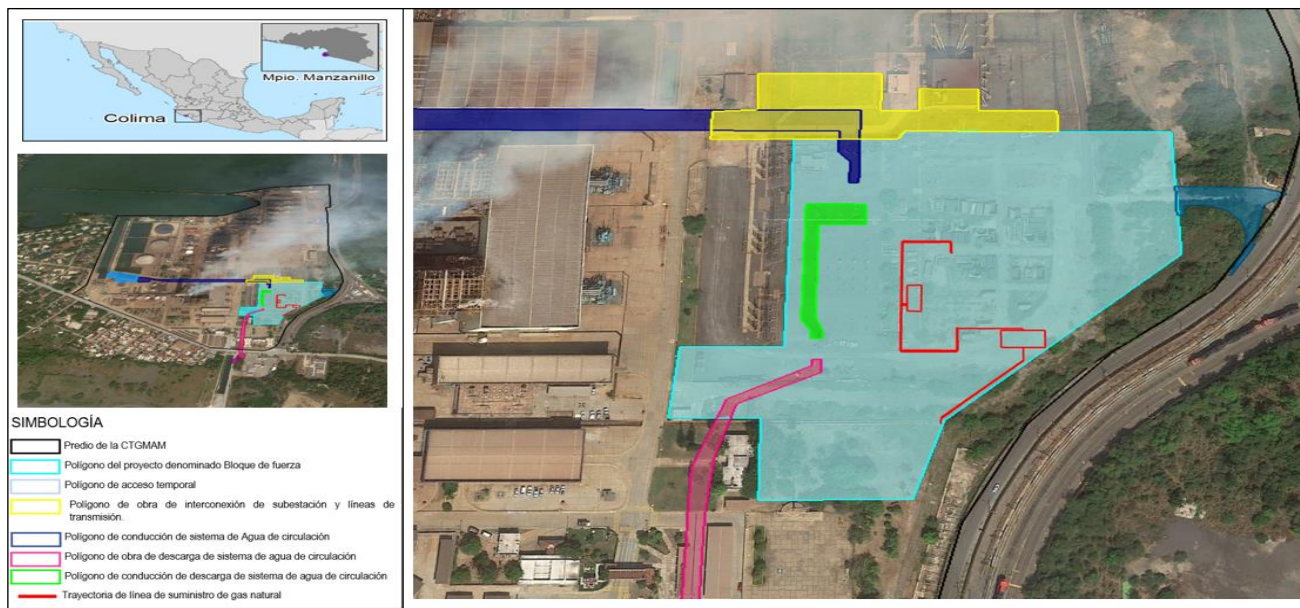 Mpio. Manzanillo
Colima
SIMBOLOGÍA
Predio de la CTGMAM
Polígono del proyecto denominado Bloque de fuerza
Polígono de acceso temporal
Polígono de obra de interconexión de subestación y líneas de
transmisión.
Polígono de conducción de sistema de Agua de circulación
Polígono de obra de descarga de sistema de agua de circulación
Polígono de conducción de descarga de sistema de agua de circulación
Trayectoria de línea de suministro de gas natural